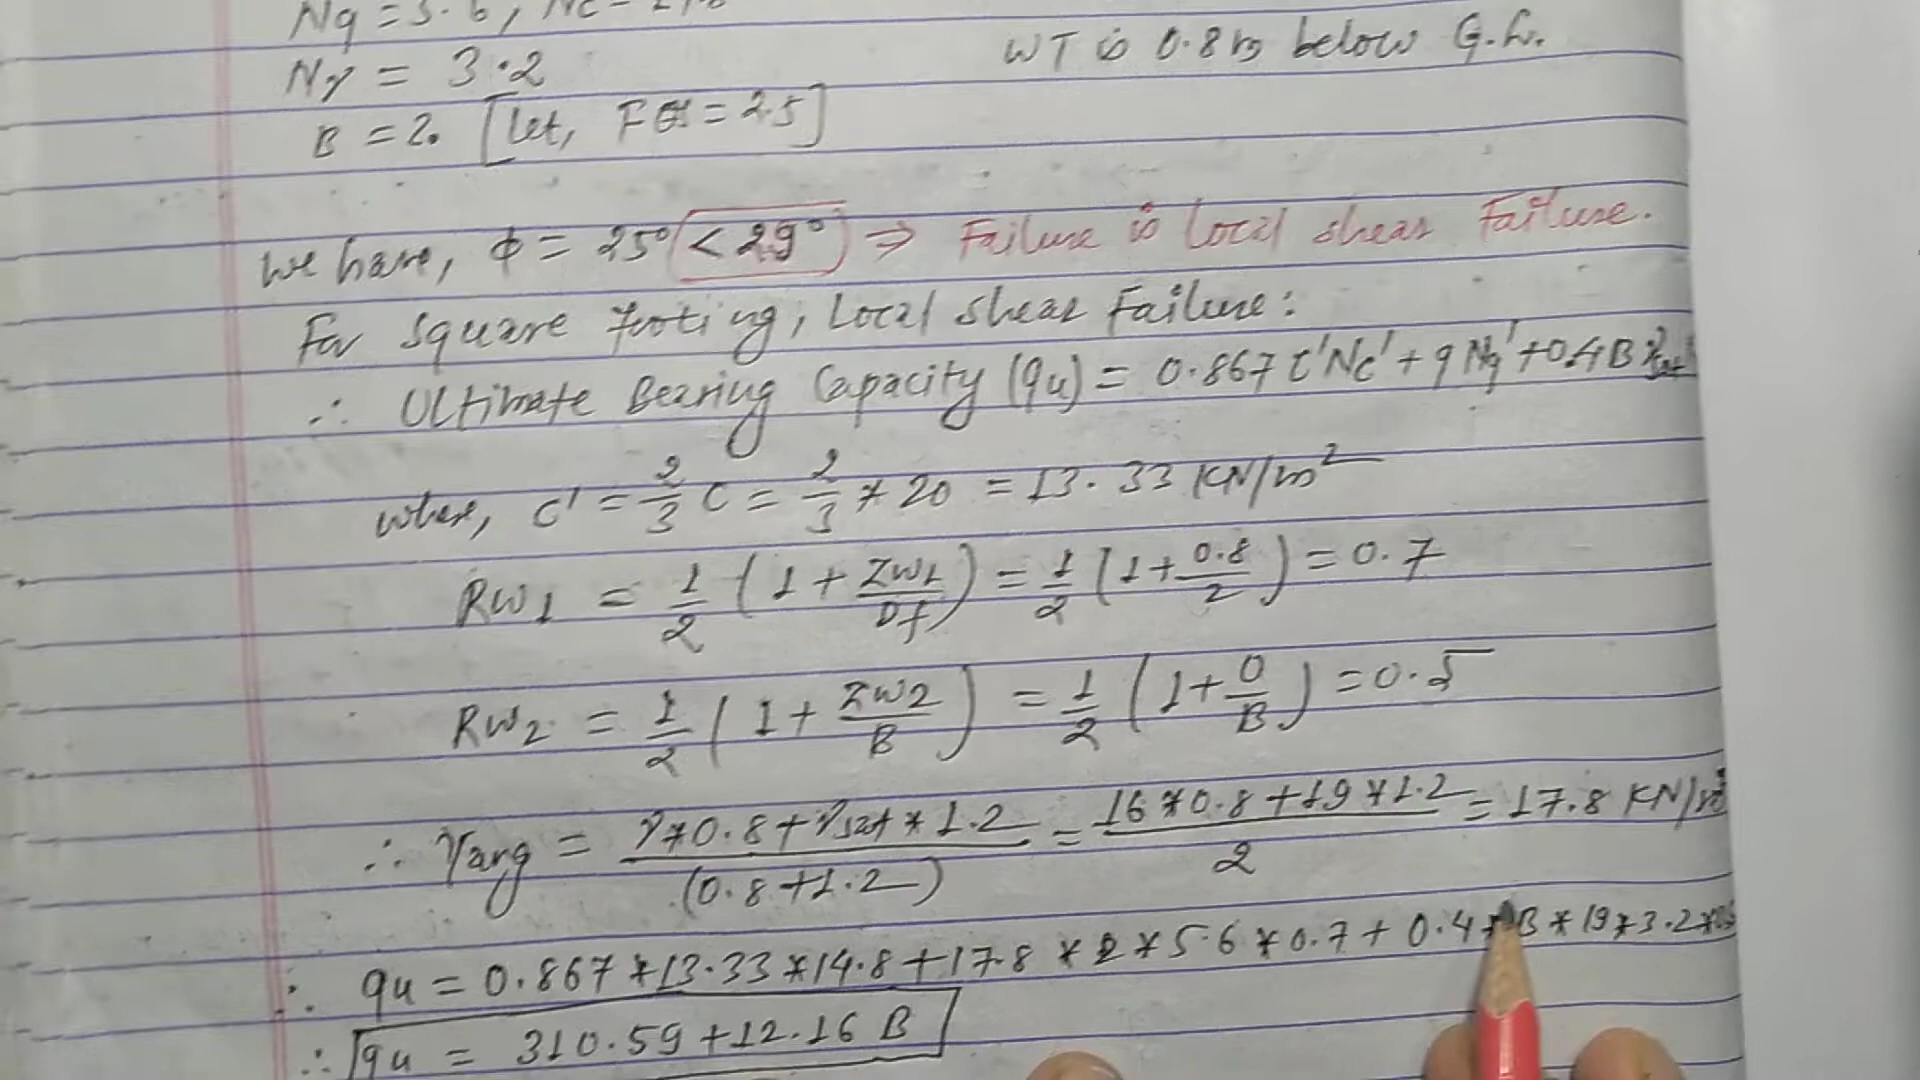 Nq = 5.6, Nc =
WT is 0.8m below G.L.
Nγ = 3.2
B = ?. [Let, FOS = 2.5]
We have, φ = 25° < 29° ⇒ Failure is Local shear Failure.
For square footing, Local shear Failure:
∴ Ultimate Bearing Capacity (qu) = 0.867 C'Nc' + q Nq' + 0.4 B γsat
where, C' = 2/3 C = 2/3 * 20 = 13.33 KN/m²
RW1 = 1/2 (1 + ZW1/Df) = 1/2 (1 + 0.8/2) = 0.7
RW2 = 1/2 (1 + ZW2/B) = 1/2 (1 + 0/B) = 0.5
∴ γavg = γ*0.8 + γsat * 1.2/(0.8+1.2) = 16*0.8 + 19*1.2/2 = 17.8 KN/m³
∴ qu = 0.867 * 13.33 * 14.8 + 17.8 * 2 * 5.6 * 0.7 + 0.4 * B * 19 * 3.2 *
∴ qu = 310.59 + 12.16 B